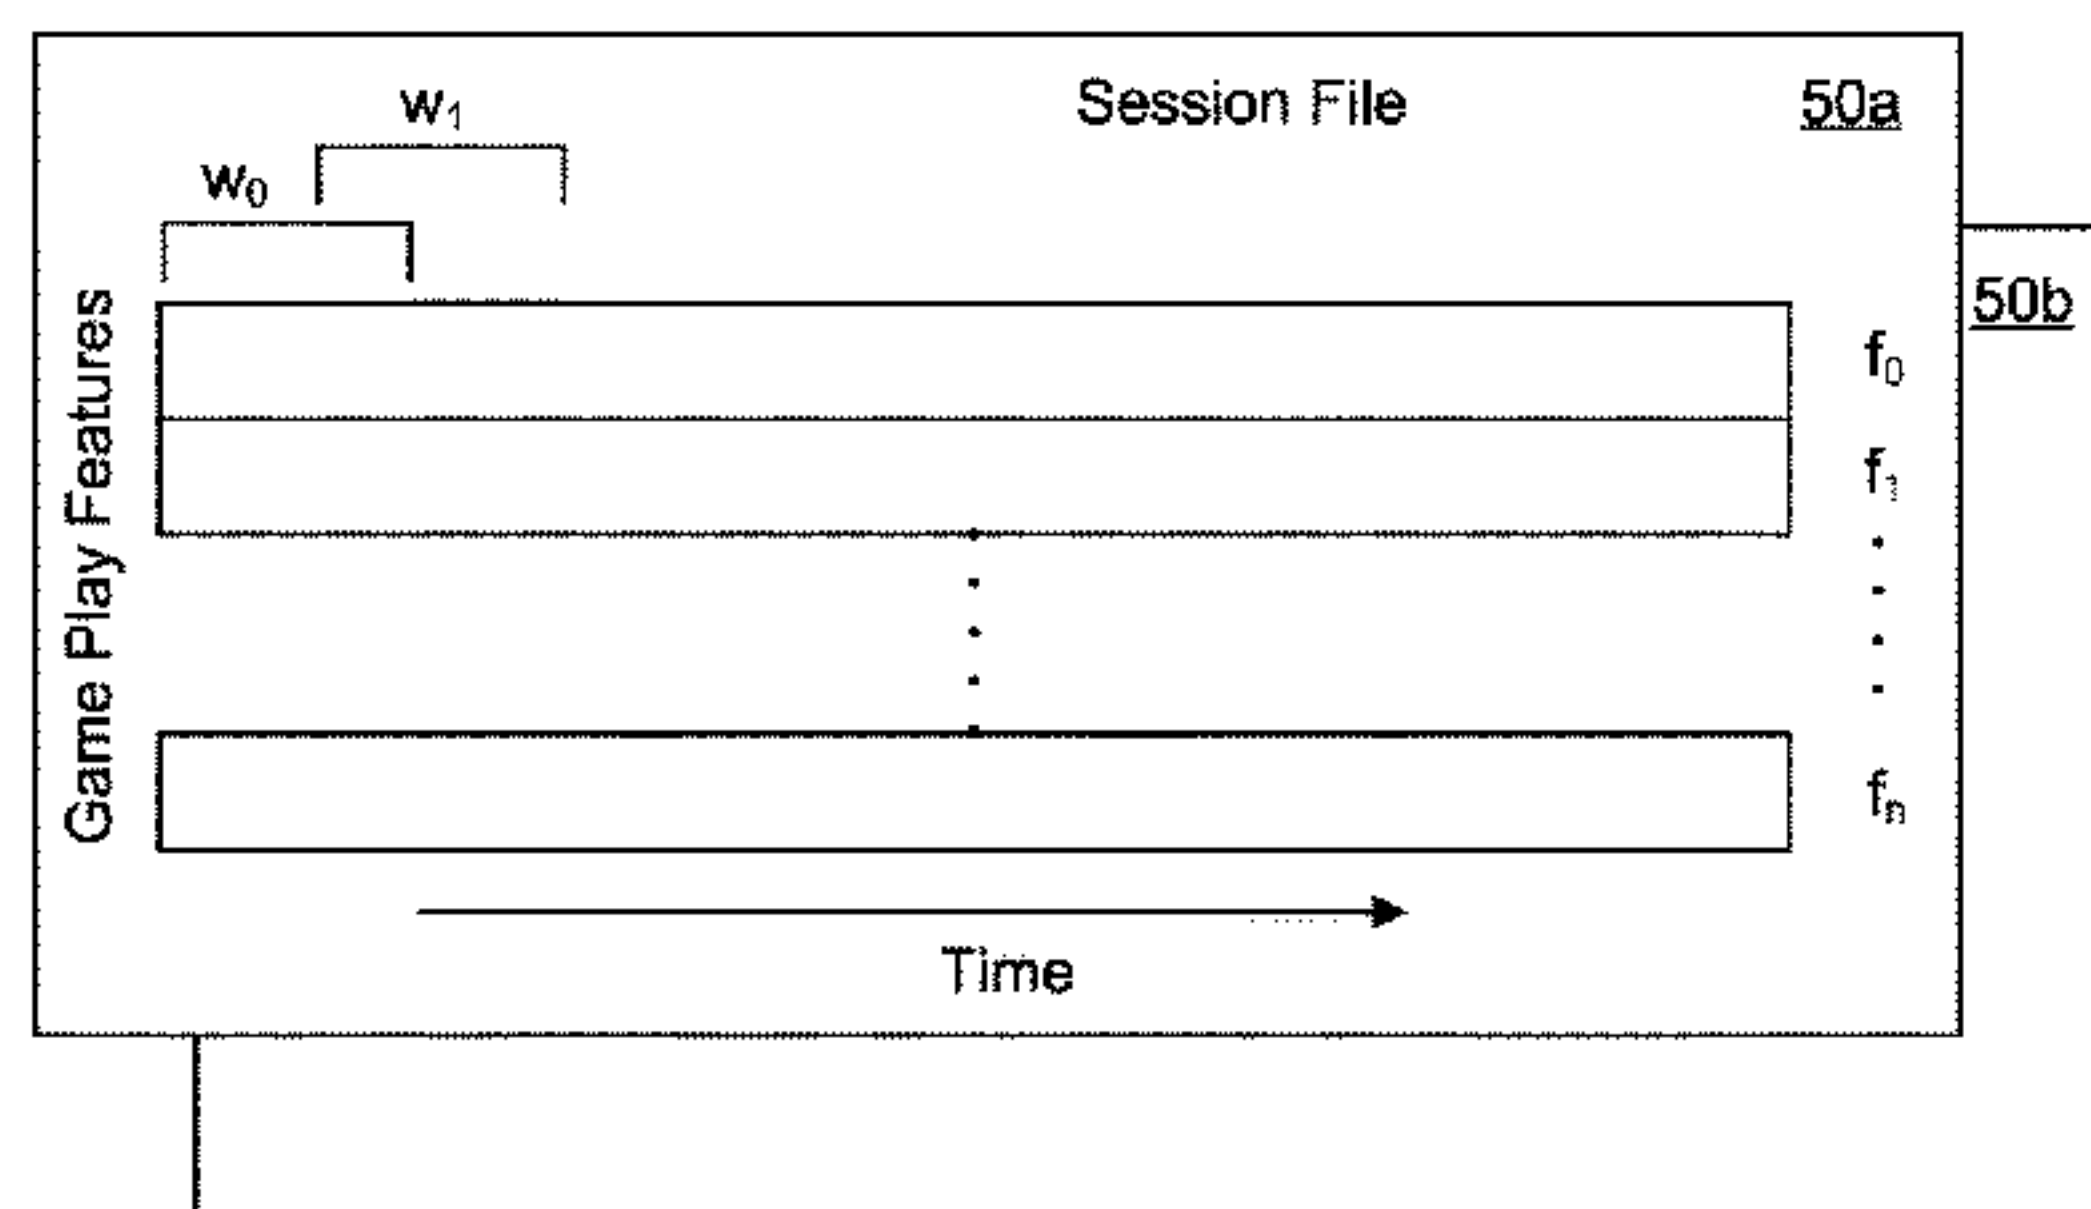 Session File
50a
w₁
w₀
50b
Game Play Features
f₀
f₁
fₙ
Time